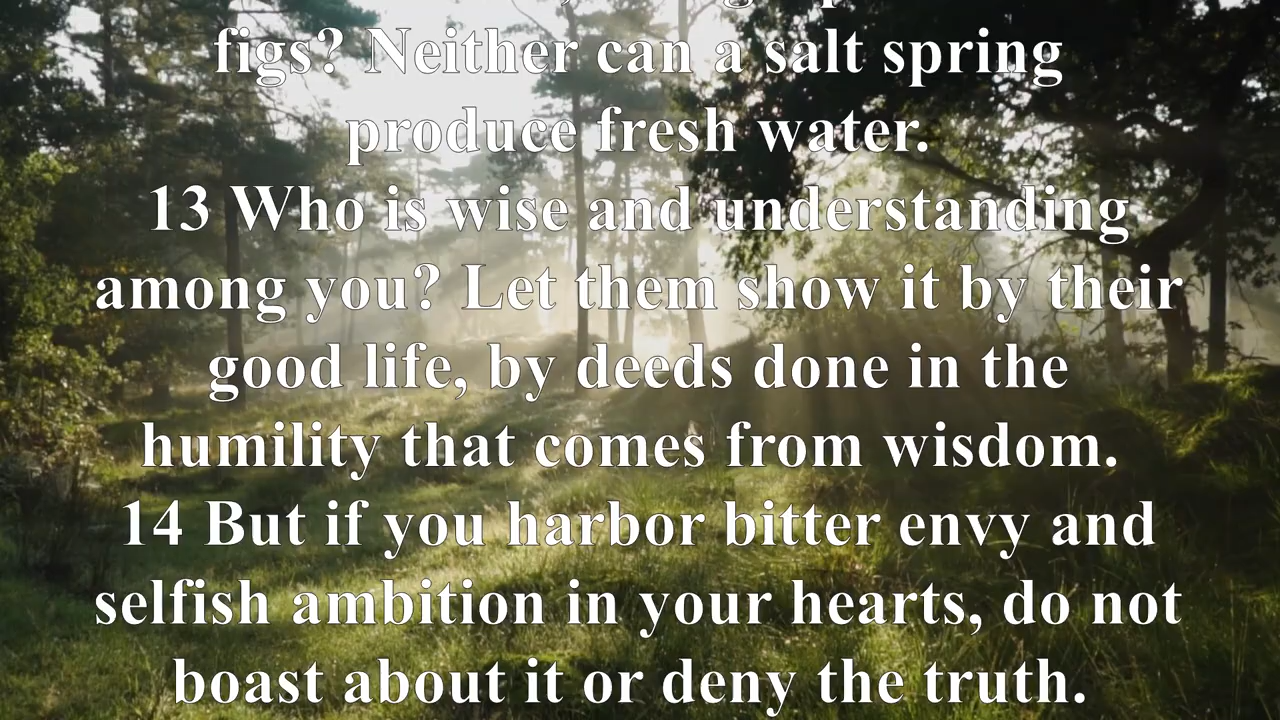 figs? Neither can a salt spring
produce fresh water.
13 Who is wise and understanding
among you? Let them show it by their
good life, by deeds done in the
humility that comes from wisdom.
14 But if you harbor bitter envy and
selfish ambition in your hearts, do not
boast about it or deny the truth.